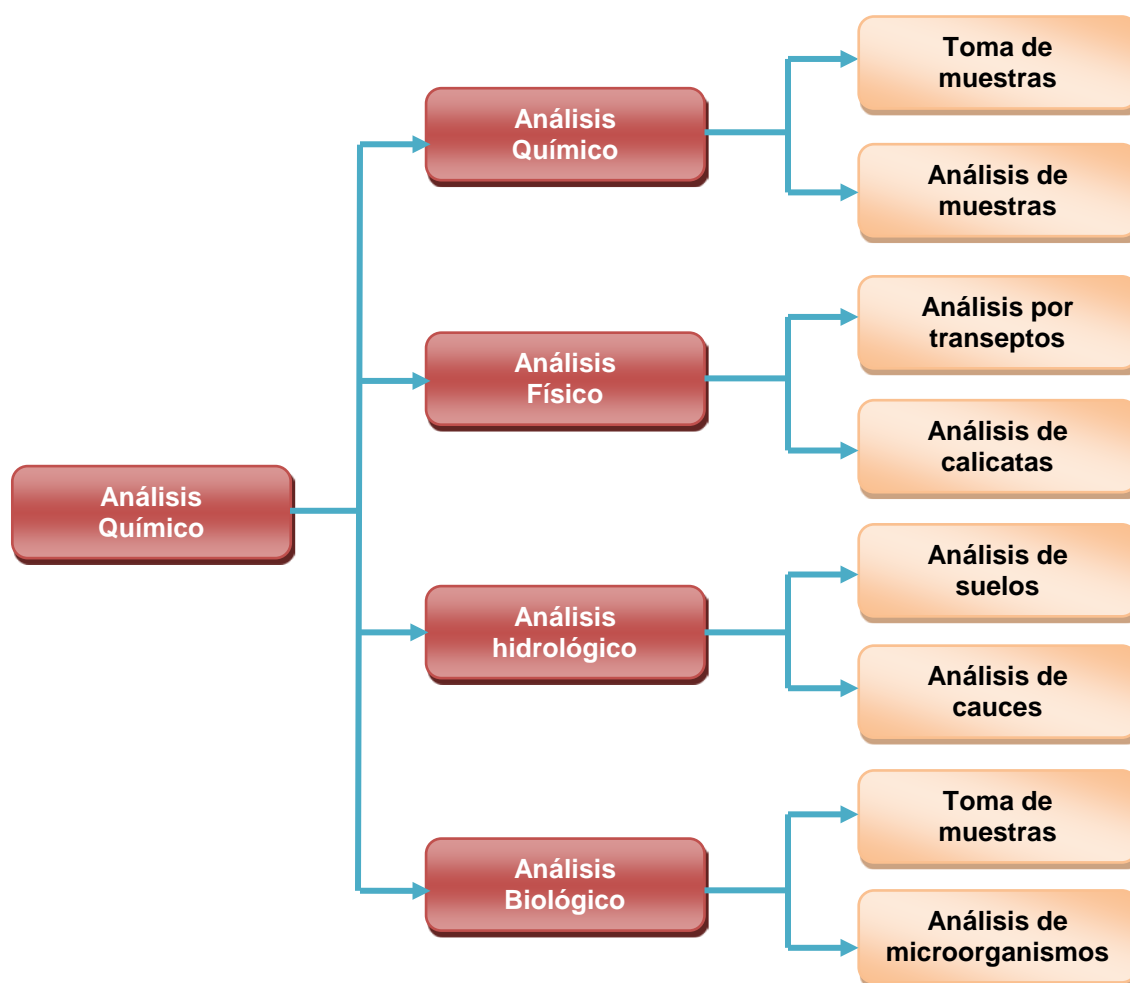 Toma de
muestras
Análisis
Químico
Análisis de
muestras
Análisis por
transeptos
Análisis
Físico
Análisis de
calicatas
Análisis
Químico
Análisis de
suelos
Análisis
hidrológico
Análisis de
cauces
Toma de
muestras
Análisis
Biológico
Análisis de
microorganismos